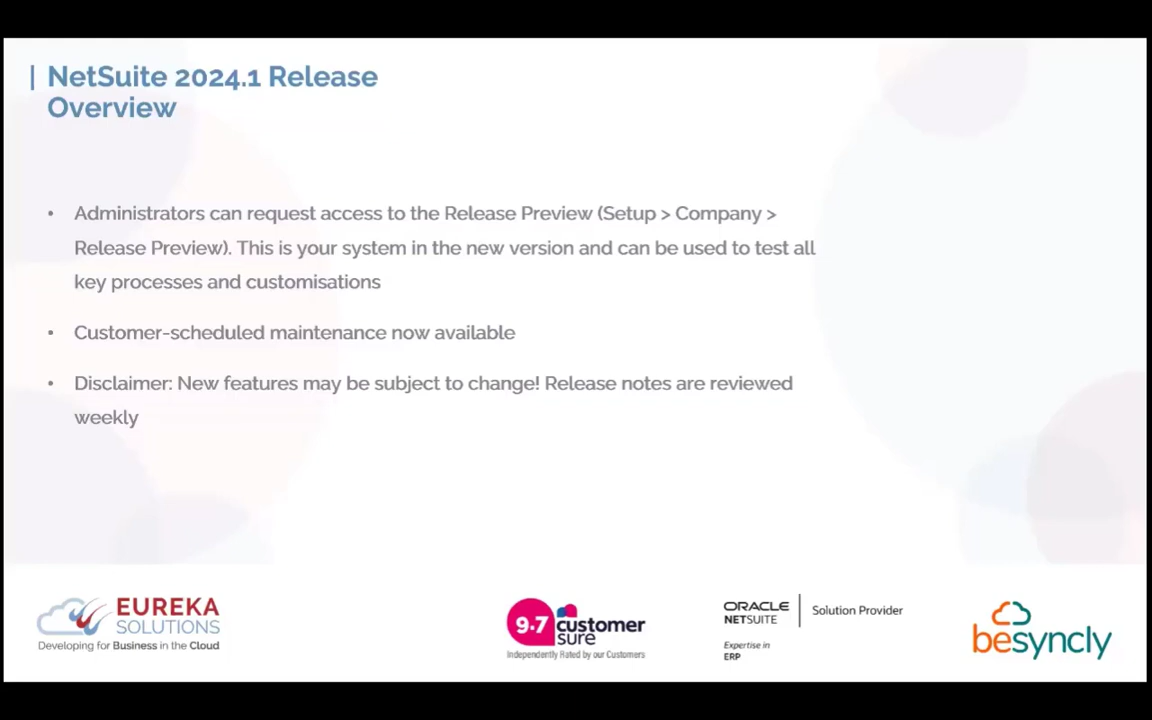 | NetSuite 2024.1 Release
Overview
• Administrators can request access to the Release Preview (Setup > Company >
Release Preview). This is your system in the new version and can be used to test all
key processes and customisations
• Customer-scheduled maintenance now available
• Disclaimer: New features may be subject to change! Release notes are reviewed
weekly
EUREKA
SOLUTIONS
Developing for Business in the Cloud
9.7 customer
sure
Independently Rated by our Customers
ORACLE
NETSUITE
Solution Provider
Expertise in
ERP
besyncly